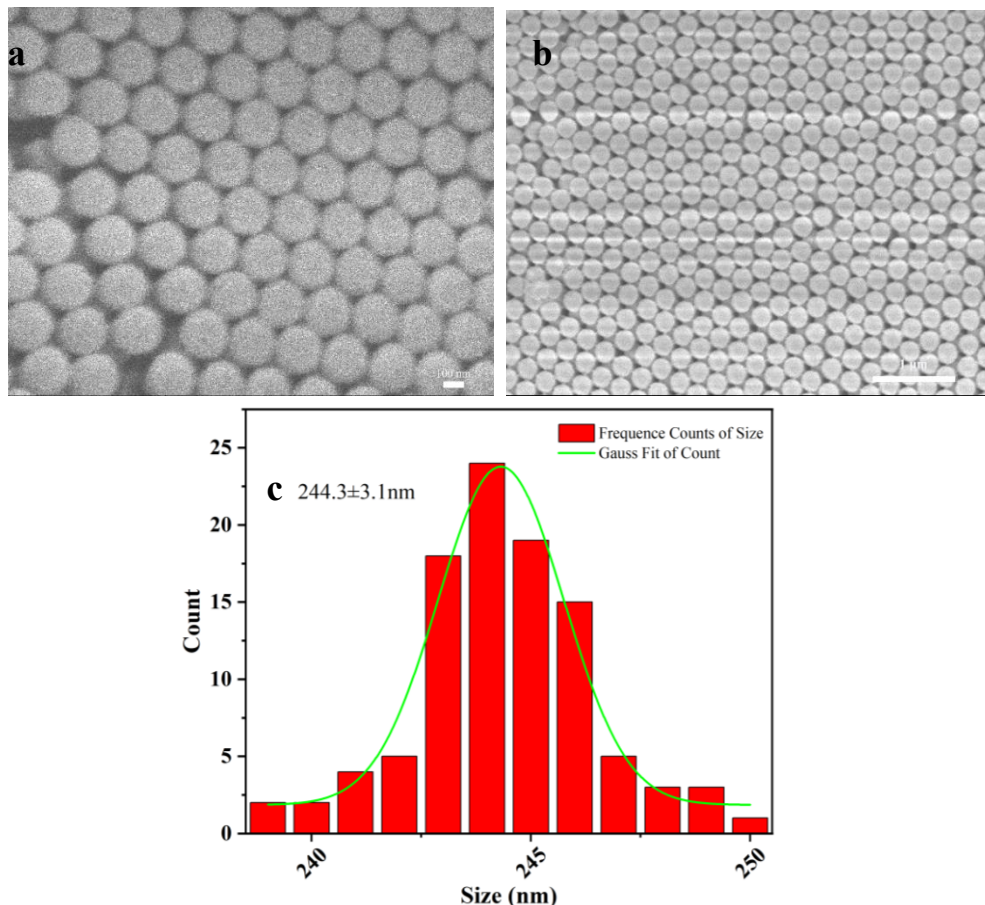 a
b
100 nm
1 μm
Frequence Counts of Size
Gauss Fit of Count
c 244.3±3.1nm
25
20
15
10
5
0
Count
240
245
250
Size (nm)